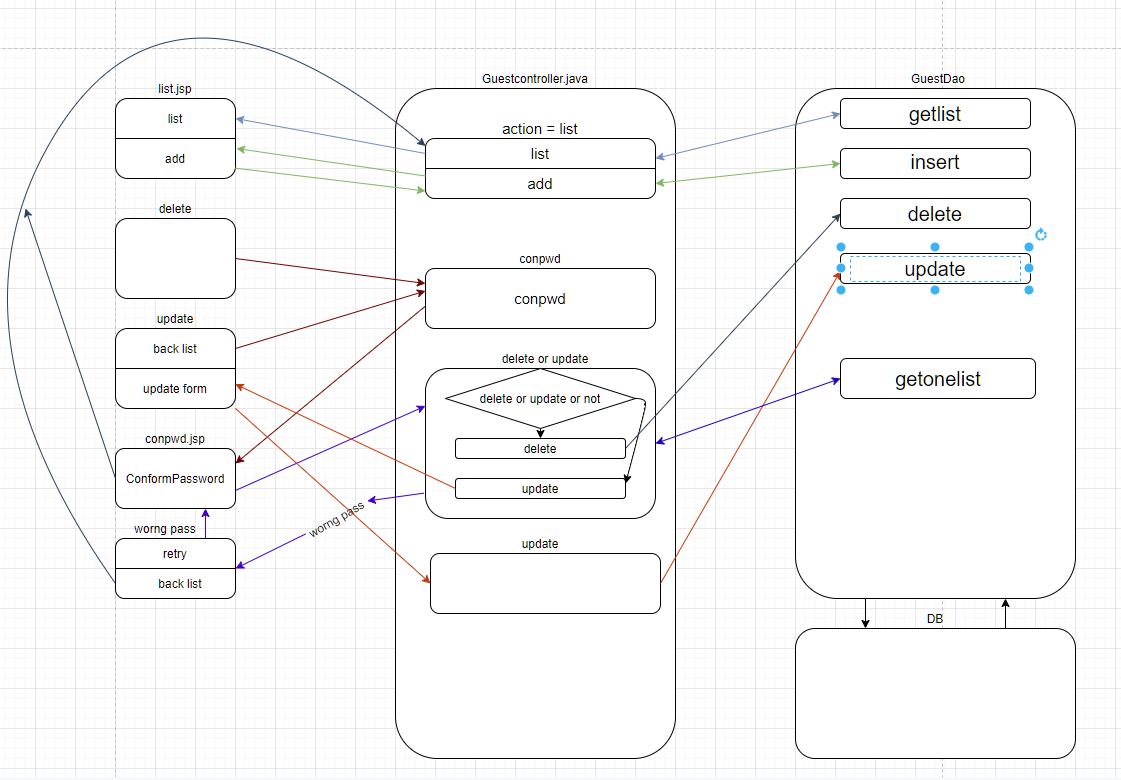 list.jsp
list
add
delete
update
back list
update form
conpwd.jsp
ConformPassword
worng pass
retry
back list
Guestcontroller.java
action = list
list
add
conpwd
conpwd
delete or update
delete or update or not
delete
update
worng pass
update
GuestDao
getlist
insert
delete
update
getonelist
DB